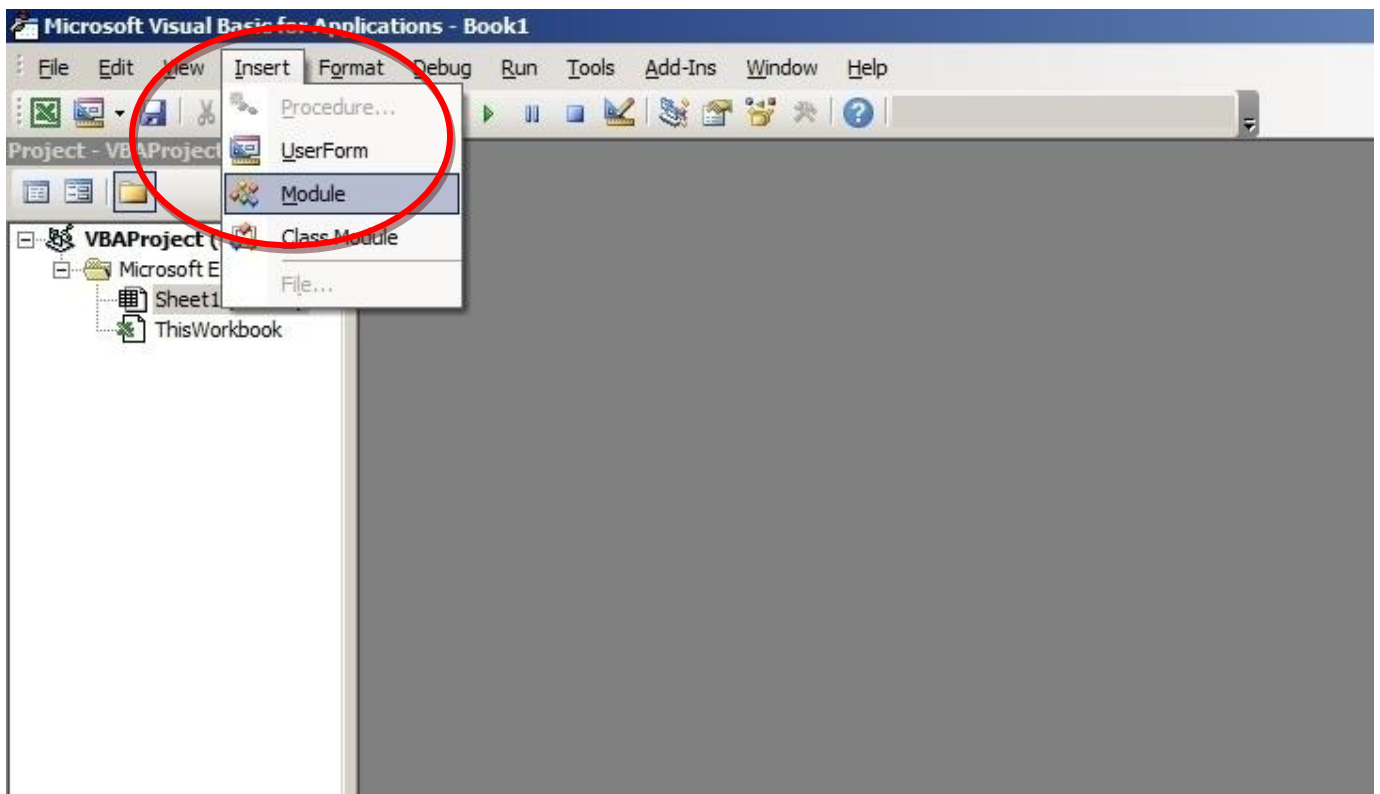 Microsoft Visual Basic for Applications - Book1
File Edit View Insert Format Debug Run Tools Add-Ins Window Help
Procedure...
Project - VBAProject
UserForm
Module
VBAProject (
Class Module
Microsoft E
File...
Sheet1
ThisWorkbook